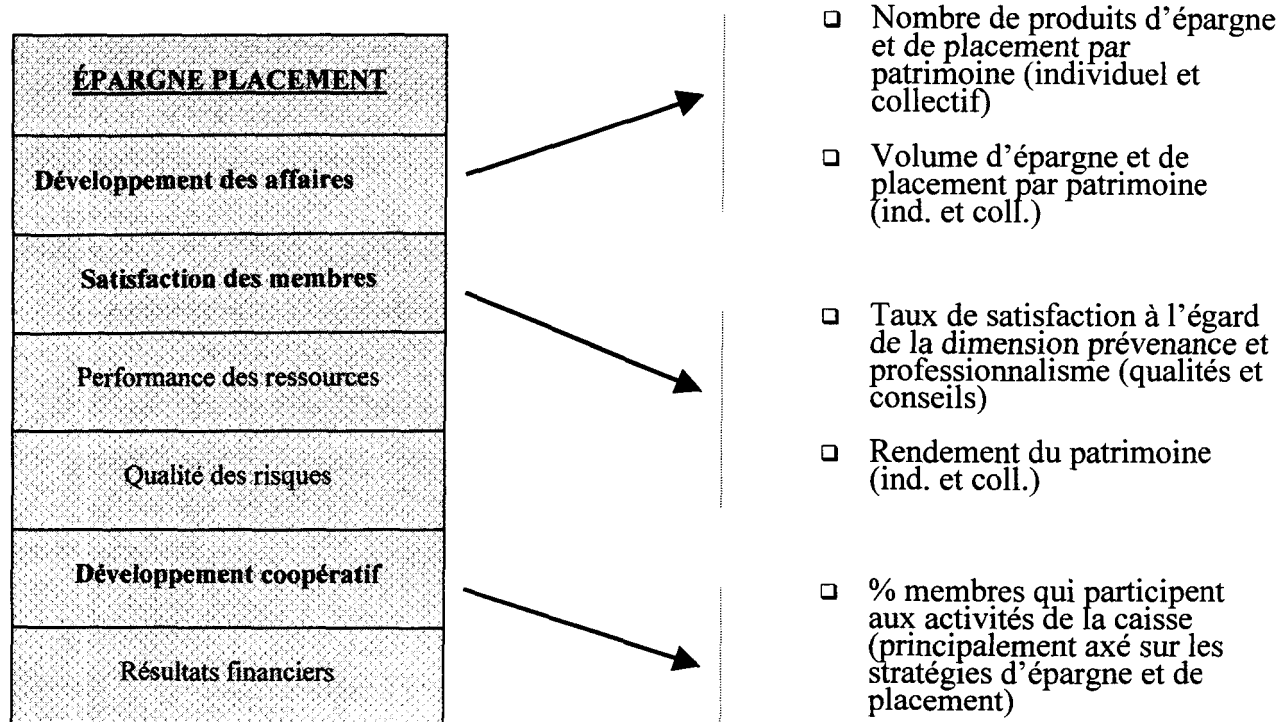 ÉPARGNE PLACEMENT
Développement des affaires
Satisfaction des membres
Performance des ressources
Qualité des risques
Développement coopératif
Résultats financiers
❑ Nombre de produits d'épargne
et de placement par
patrimoine (individuel et
collectif)
❑ Volume d'épargne et de
placement par patrimoine
(ind. et coll.)
❑ Taux de satisfaction à l'égard
de la dimension prévenance et
professionnalisme (qualités et
conseils)
❑ Rendement du patrimoine
(ind. et coll.)
❑ % membres qui participent
aux activités de la caisse
(principalement axé sur les
stratégies d'épargne et de
placement)